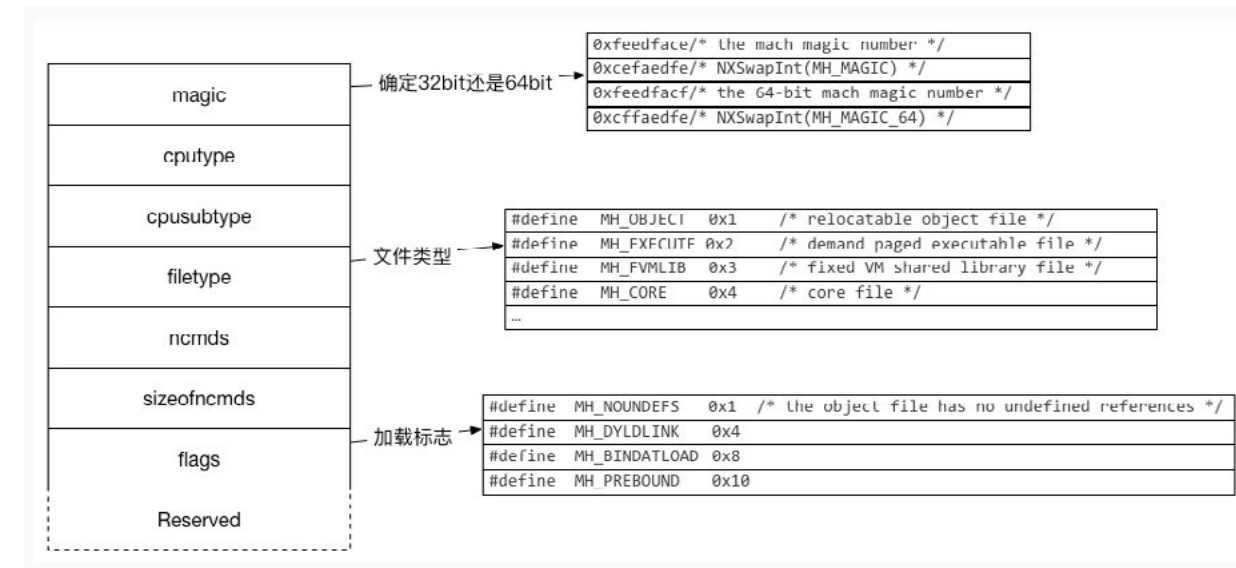 magic
cputype
cpusubtype
filetype
ncmds
sizeofncmds
flags
Reserved
确定32bit还是64bit
0xfeedface/* the mach magic number */
0xcefaedfe/* NXSwapInt(MH_MAGIC) */
0xfeedfacf/* the 64-bit mach magic number */
0xcffaedfe/* NXSwapInt(MH_MAGIC_64) */
文件类型
#define MH_OBJECT 0x1 /* relocatable object file */
#define MH_EXECUTE 0x2 /* demand paged executable file */
#define MH_FVMLIB 0x3 /* fixed VM shared library file */
#define MH_CORE 0x4 /* core file */
…
加载标志
#define MH_NOUNDEFS 0x1 /* the object file has no undefined references */
#define MH_DYLDLINK 0x4
#define MH_BINDATLOAD 0x8
#define MH_PREBOUND 0x10